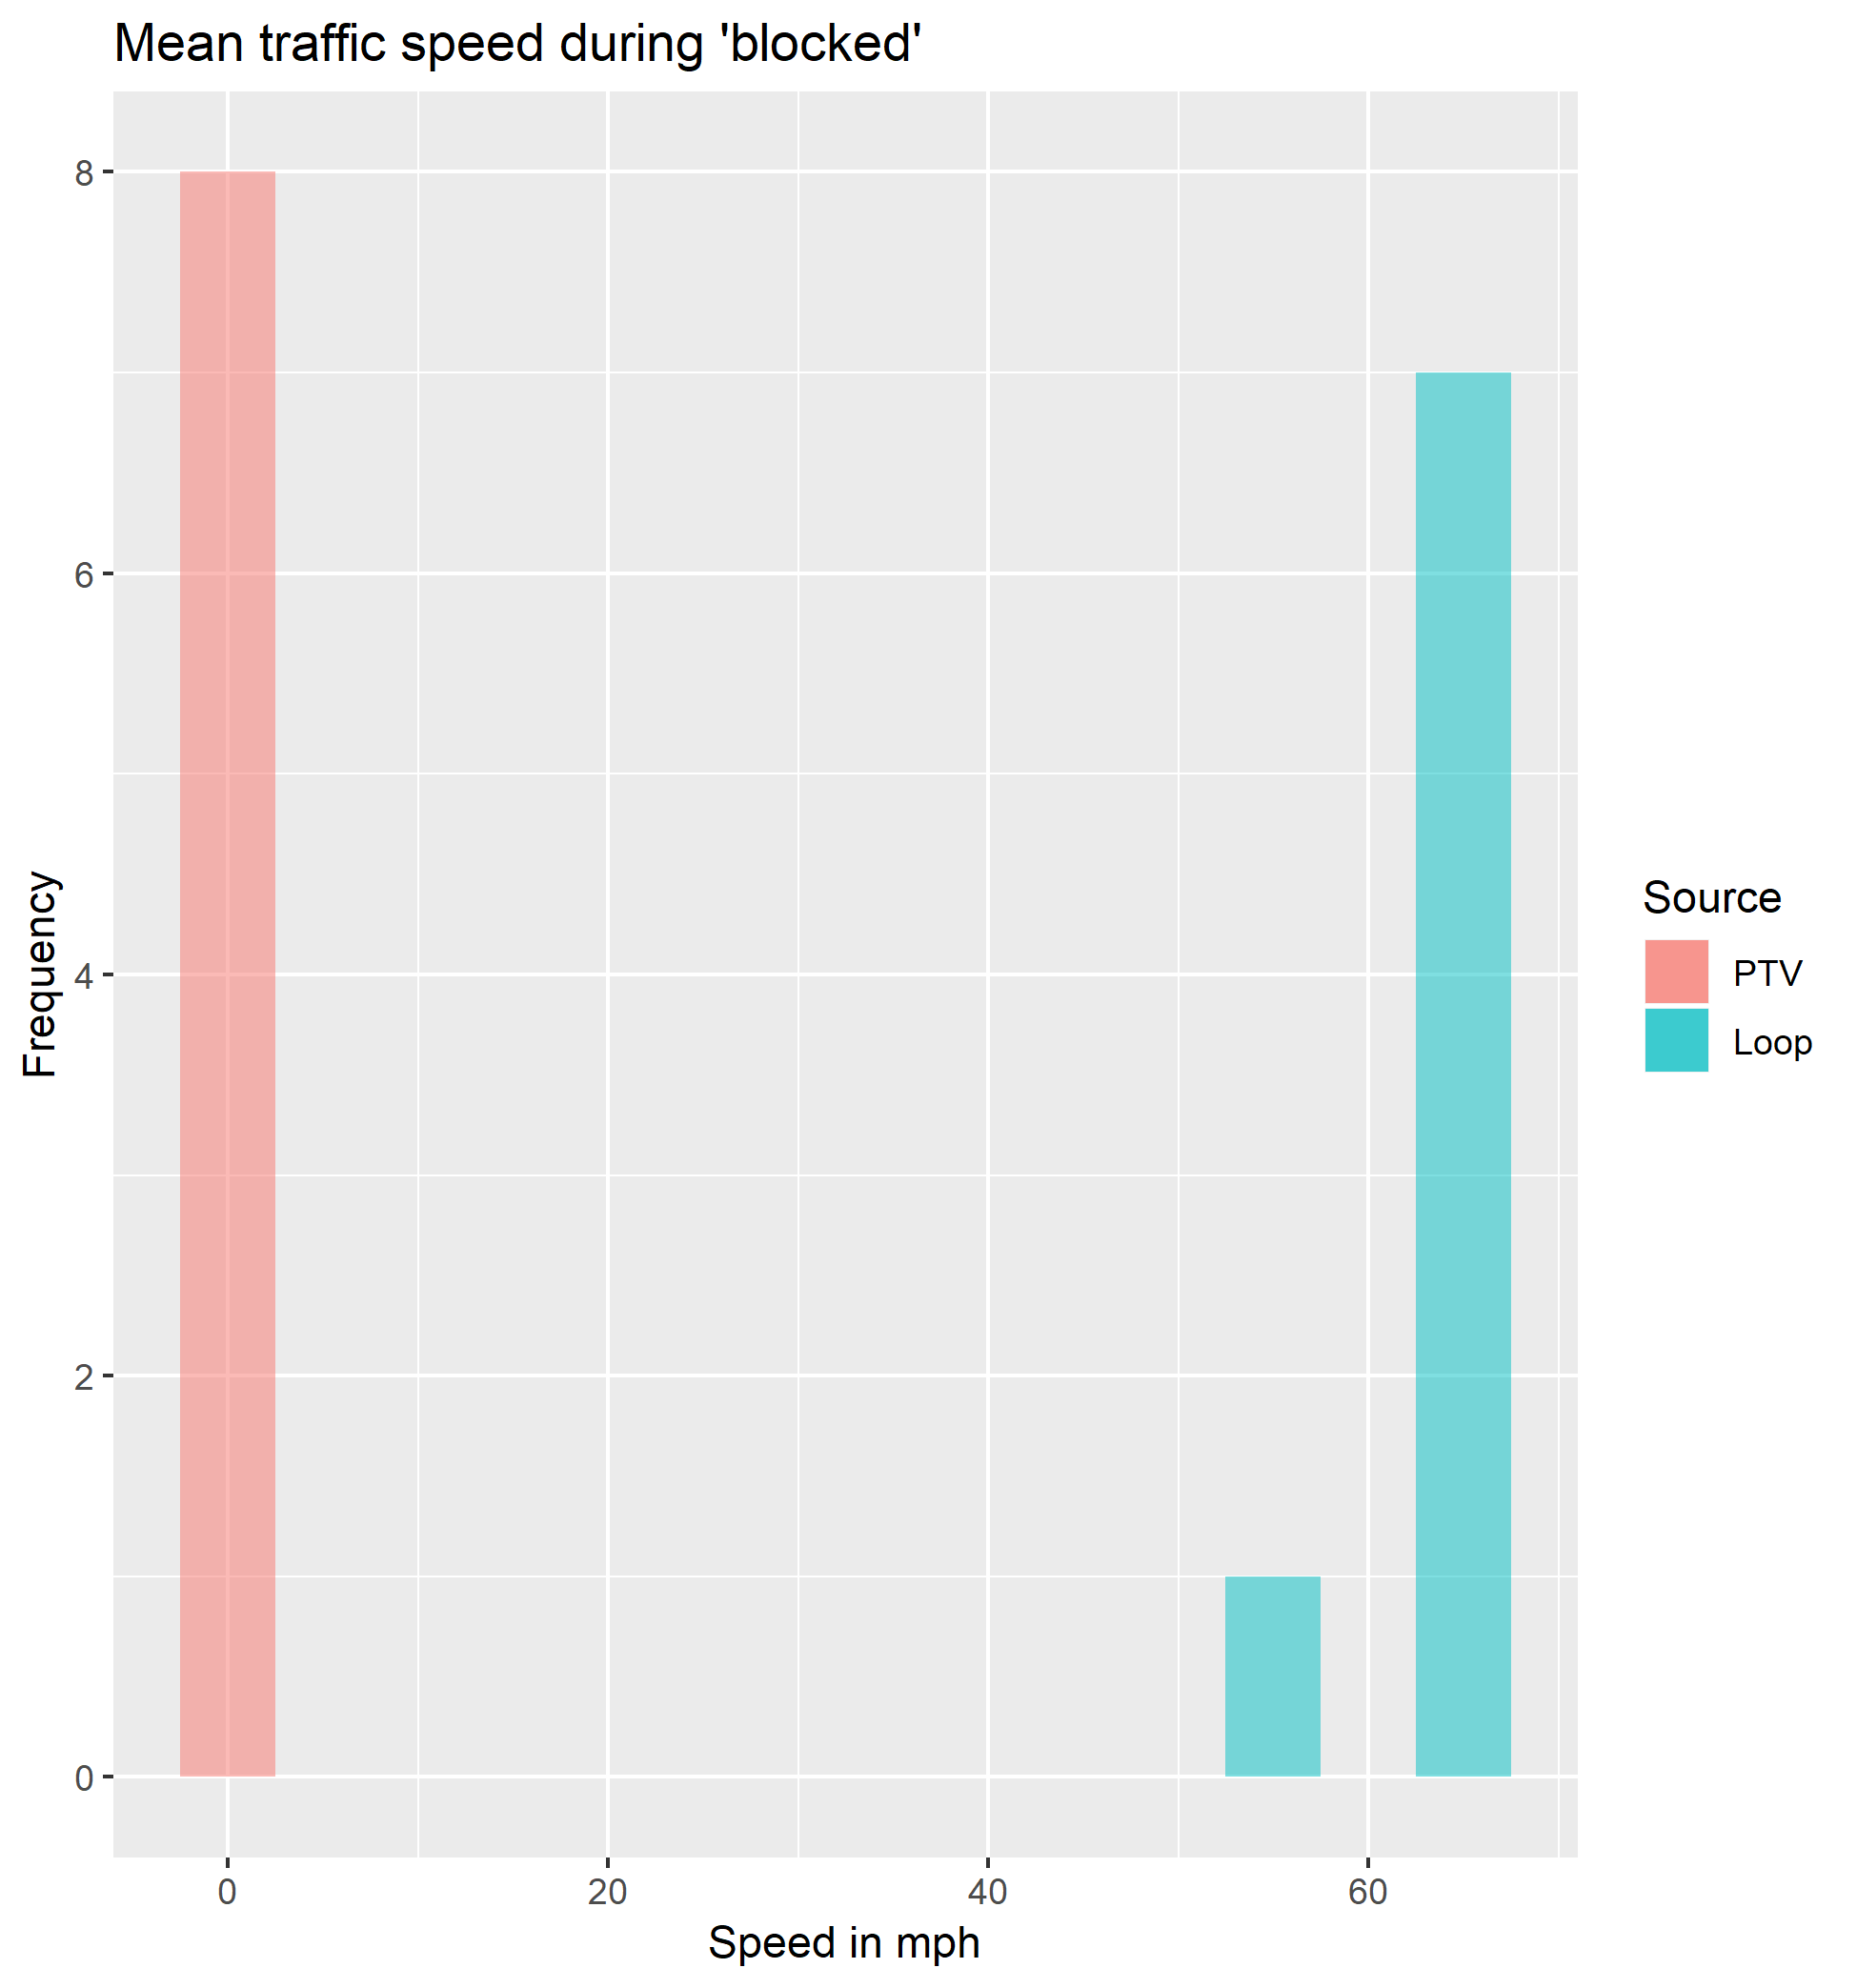 Mean traffic speed during 'blocked'
8
6
4
2
0
Frequency
0 20 40 60
Speed in mph
Source
PTV
Loop